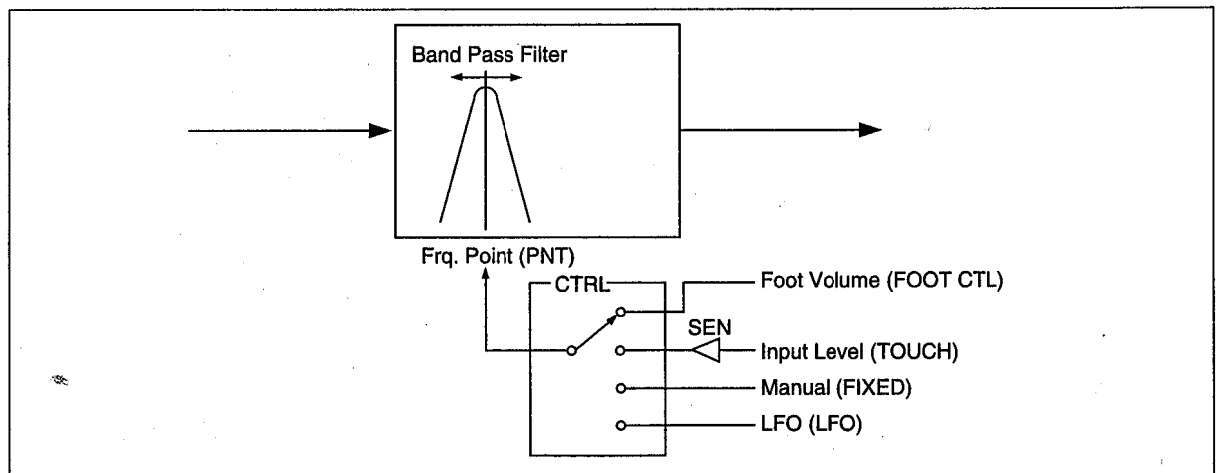 Band Pass Filter
Frq. Point (PNT)
CTRL
Foot Volume (FOOT CTL)
SEN
Input Level (TOUCH)
Manual (FIXED)
LFO (LFO)